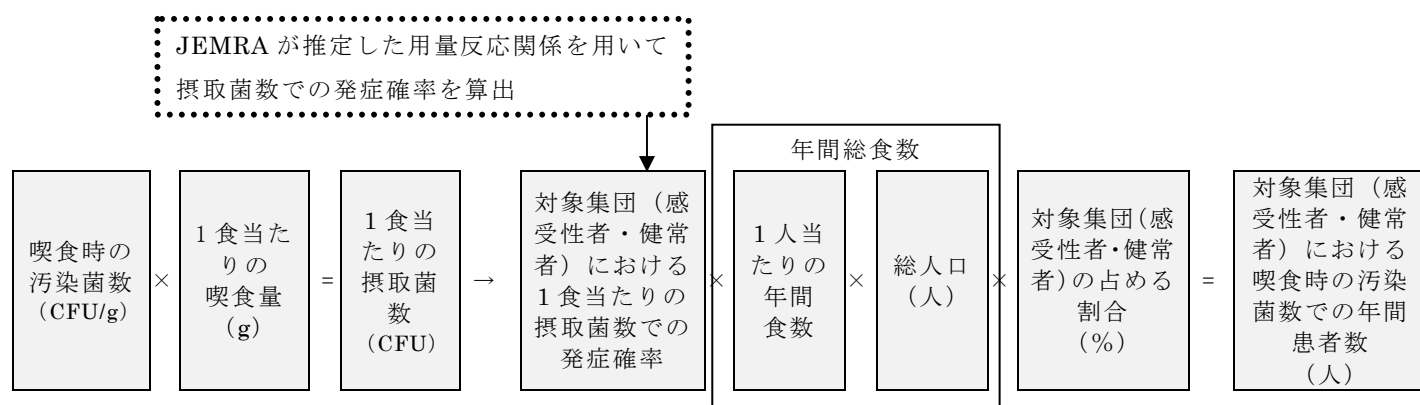 JEMRA が推定した用量反応関係を用いて
摂取菌数での発症確率を算出
年間総食数
喫食時の
汚染菌数
（CFU/g）
×
1 食当た
りの
喫食量
（g）
=
1 食当
たりの
摂取菌
数
（CFU）
→
対象集団（感
受性者・健常
者）における
1 食当たりの
摂取菌数での
発症確率
×
1 人当
たりの
年間
食数
×
総人口
（人）
×
対象集団(感
受性者・健常
者)の占める
割合
（%）
=
対象集団（感
受性者・健常
者）における
喫食時の汚染
菌数での年間
患者数
（人）